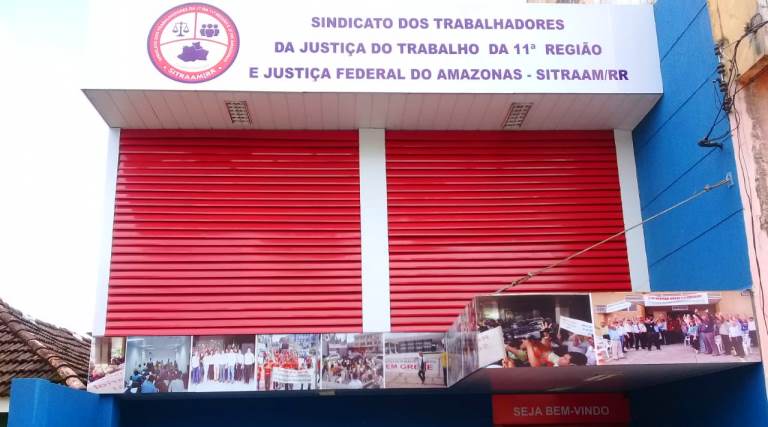 SINDICATO DOS TRABALHADORES
DA JUSTIÇA DO TRABALHO DA 11ª REGIÃO
E JUSTIÇA FEDERAL DO AMAZONAS - SITRAAM/RR
SITRAAM/RR
EM GREVE
SEJA BEM-VINDO